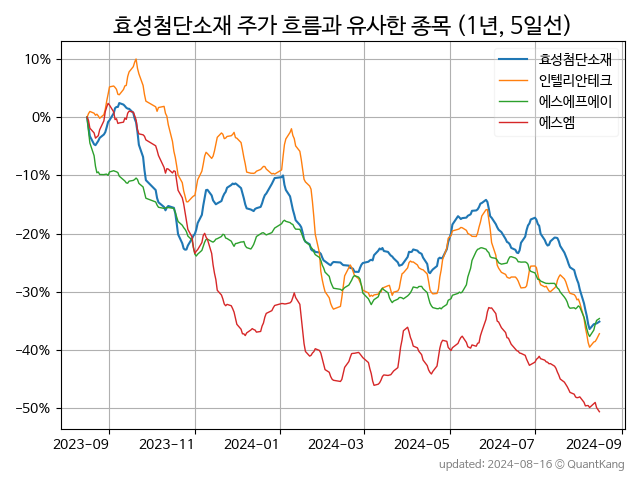 효성첨단소재 주가 흐름과 유사한 종목 (1년, 5일선)
효성첨단소재
인텔리안테크
에스에프에이
에스엠
10%
0%
−10%
−20%
−30%
−40%
−50%
2023-09 2023-11 2024-01 2024-03 2024-05 2024-07 2024-09
updated: 2024-08-16 © QuantKang